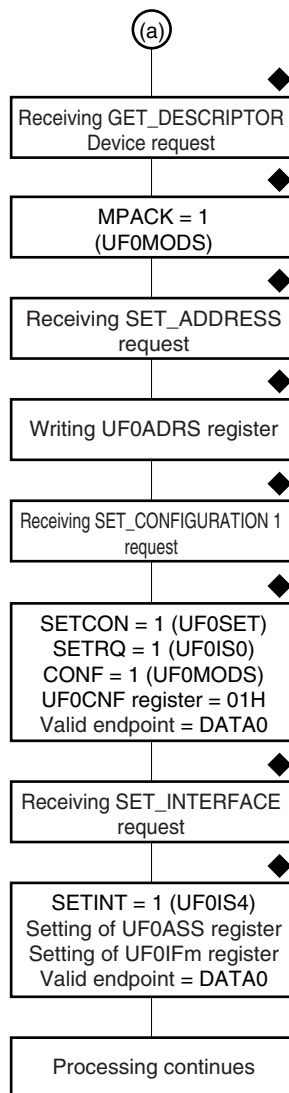 (a)
Receiving GET_DESCRIPTOR
Device request
MPACK = 1
(UF0MODS)
Receiving SET_ADDRESS
request
Writing UF0ADRS register
Receiving SET_CONFIGURATION 1
request
SETCON = 1 (UF0SET)
SETRQ = 1 (UF0IS0)
CONF = 1 (UF0MODS)
UF0CNF register = 01H
Valid endpoint = DATA0
Receiving SET_INTERFACE
request
SETINT = 1 (UF0IS4)
Setting of UF0ASS register
Setting of UF0IFm register
Valid endpoint = DATA0
Processing continues